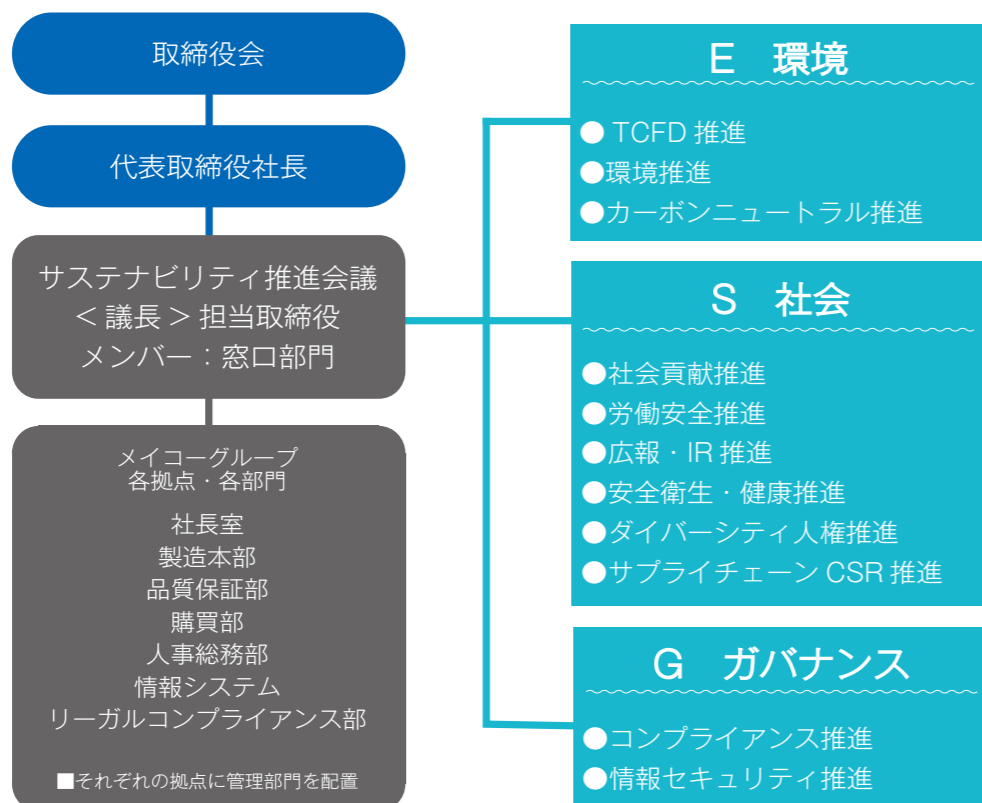 取締役会
代表取締役社長
サステナビリティ推進会議
< 議長 > 担当取締役
メンバー：窓口部門
メイコーグループ
各拠点・各部門
社長室
製造本部
品質保証部
購買部
人事総務部
情報システム
リーガルコンプライアンス部
■それぞれの拠点に管理部門を配置
E 環境
● TCFD 推進
●環境推進
●カーボンニュートラル推進
S 社会
●社会貢献推進
●労働安全推進
●広報・IR 推進
●安全衛生・健康推進
●ダイバーシティ人権推進
●サプライチェーン CSR 推進
G ガバナンス
●コンプライアンス推進
●情報セキュリティ推進